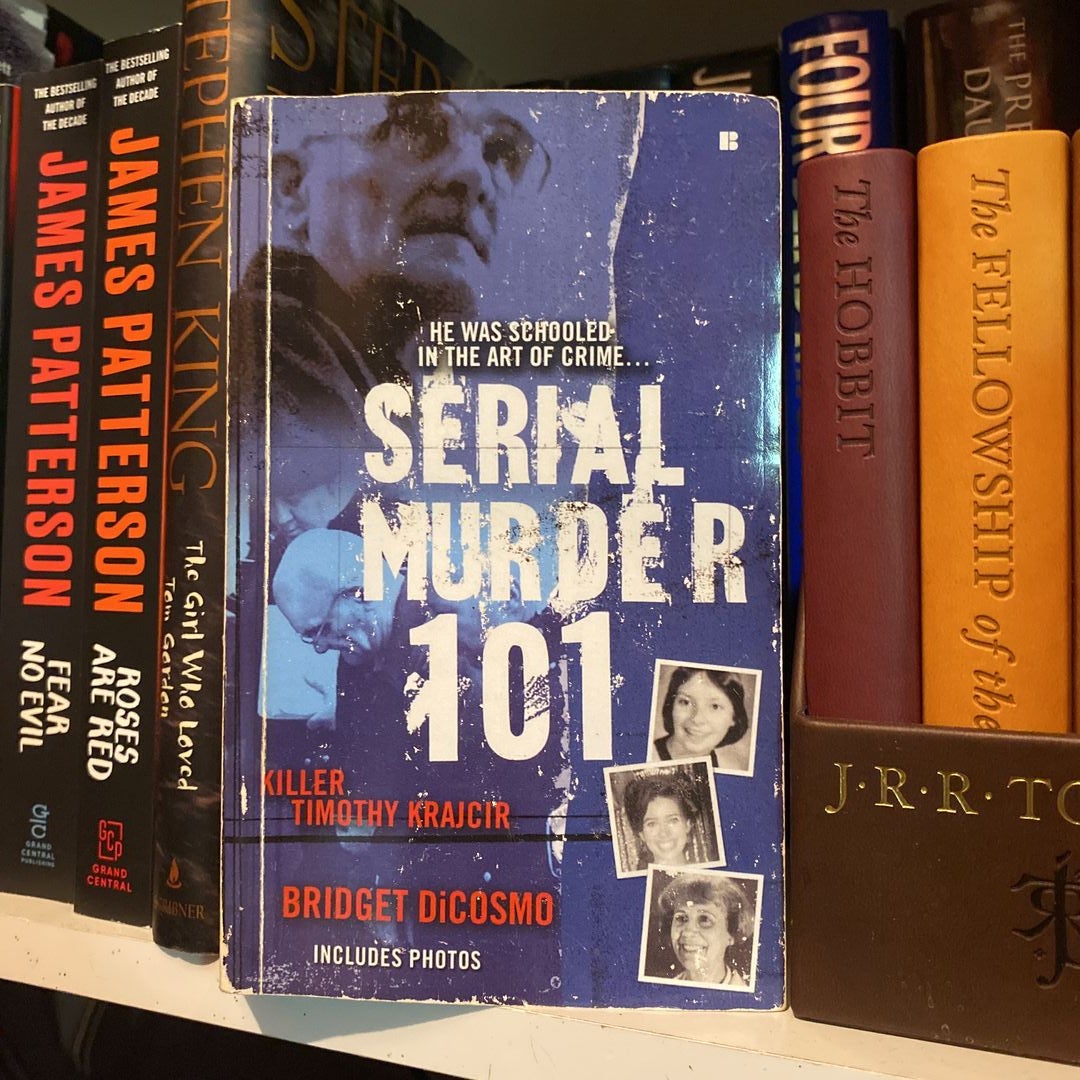 THE BESTSELLING
AUTHOR OF
THE DECADE
JAMES PATTERSON
FEAR
NO EVIL
GRAND
CENTRAL
PUBLISHING
THE BESTSELLING
AUTHOR OF
THE DECADE
JAMES PATTERSON
ROSES
ARE RED
GCP
GRAND
CENTRAL
STEPHEN KING
The Girl Who Loved
Tom Gordon
B
HE WAS SCHOOLED
IN THE ART OF CRIME...
SERIAL
MURDER
101
KILLER
TIMOTHY KRAJCIR
BRIDGET DiCOSMO
INCLUDES PHOTOS
FOUR
THE
The HOBBIT
The FELLOWSHIP of the
J·R·R·TO